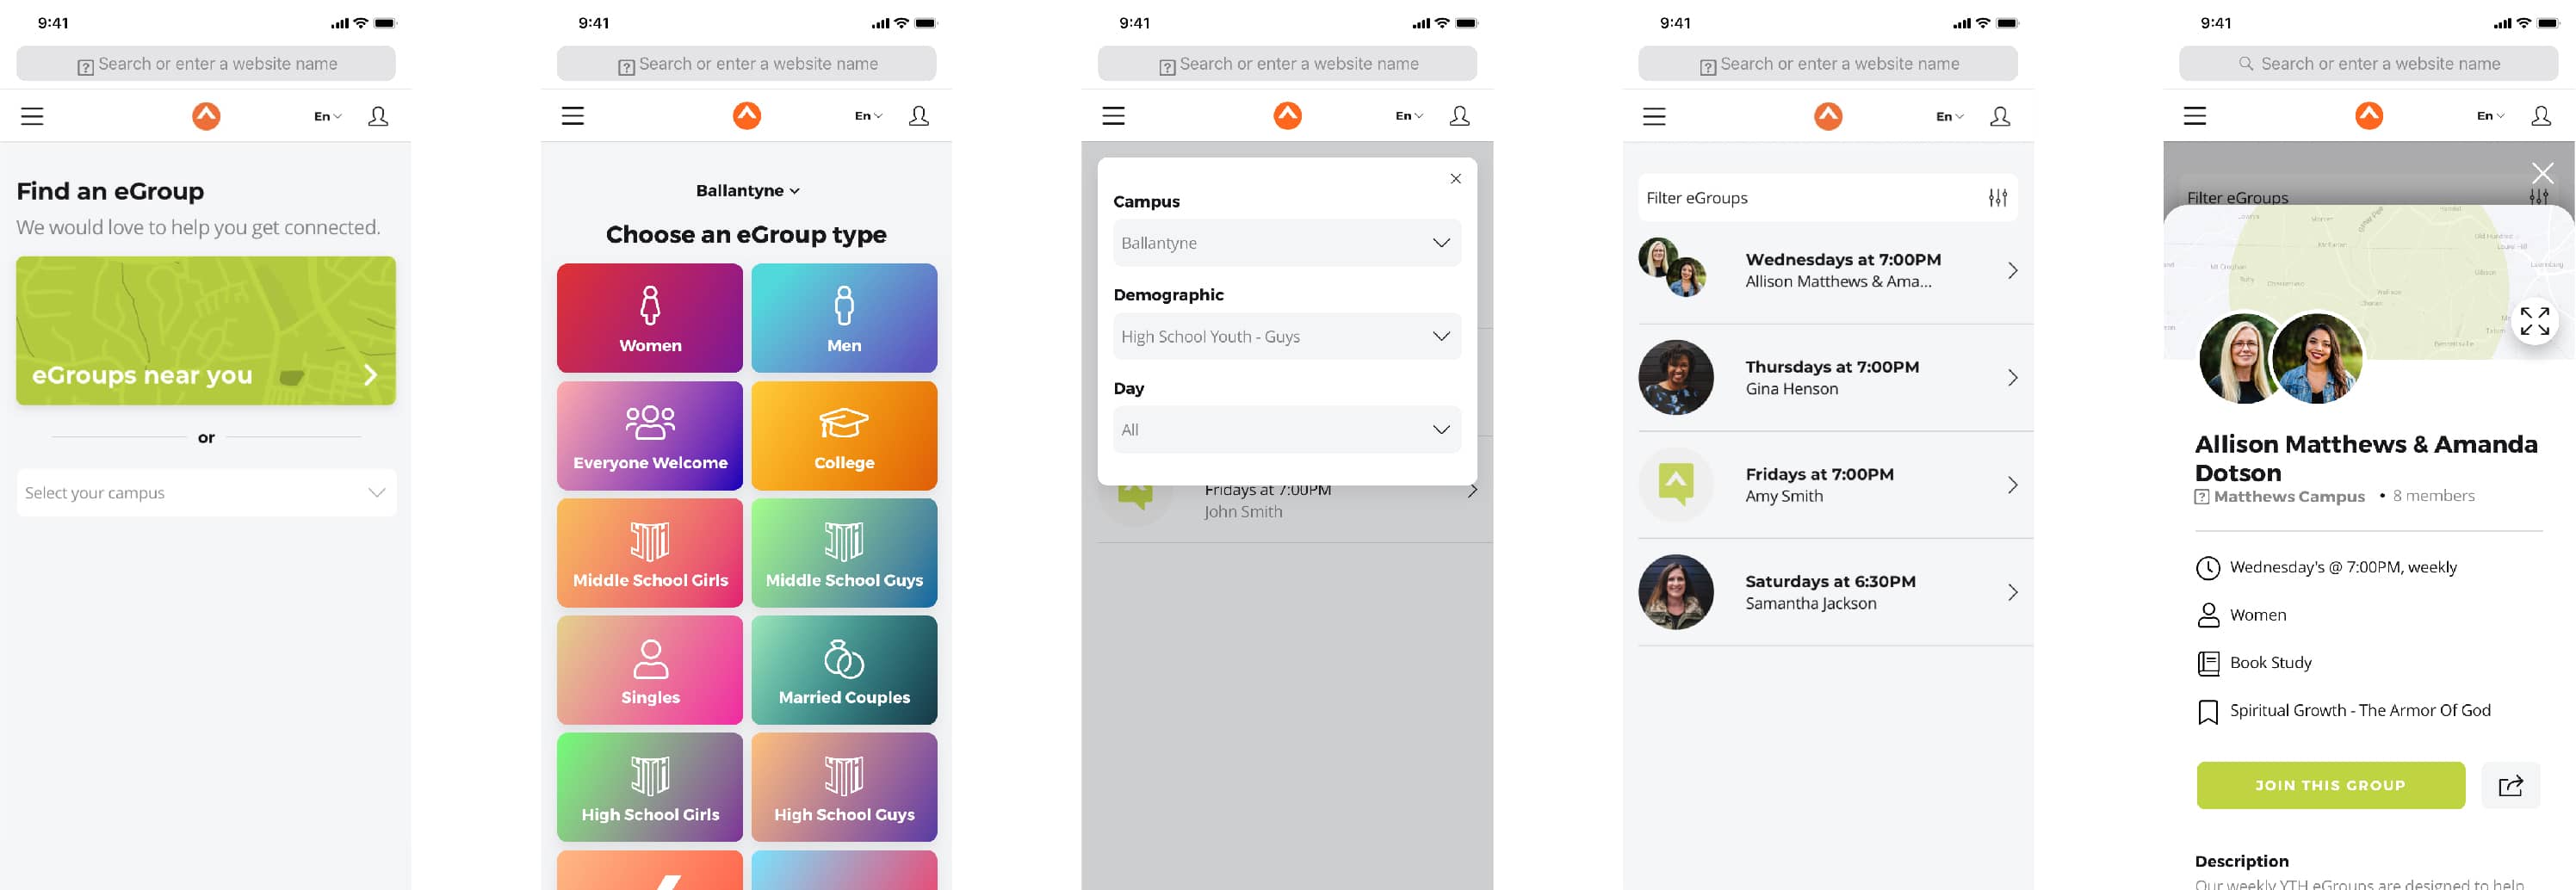 9:41
Search or enter a website name
En
Find an eGroup
We would love to help you get connected.
eGroups near you
or
Select your campus
9:41
Search or enter a website name
En
Ballantyne
Choose an eGroup type
Women
Men
Everyone Welcome
College
Middle School Girls
Middle School Guys
Singles
Married Couples
High School Girls
High School Guys
9:41
Search or enter a website name
En
Campus
Ballantyne
Demographic
High School Youth - Guys
Day
All
Fridays at 7:00PM
John Smith
9:41
Search or enter a website name
En
Filter eGroups
Wednesdays at 7:00PM
Allison Matthews & Ama...
Thursdays at 7:00PM
Gina Henson
Fridays at 7:00PM
Amy Smith
Saturdays at 6:30PM
Samantha Jackson
9:41
Search or enter a website name
En
Filter eGroups
Allison Matthews & Amanda
Dotson
Matthews Campus • 8 members
Wednesday's @ 7:00PM, weekly
Women
Book Study
Spiritual Growth - The Armor Of God
JOIN THIS GROUP
Description
Our weekly YTH eGroups are designed to help